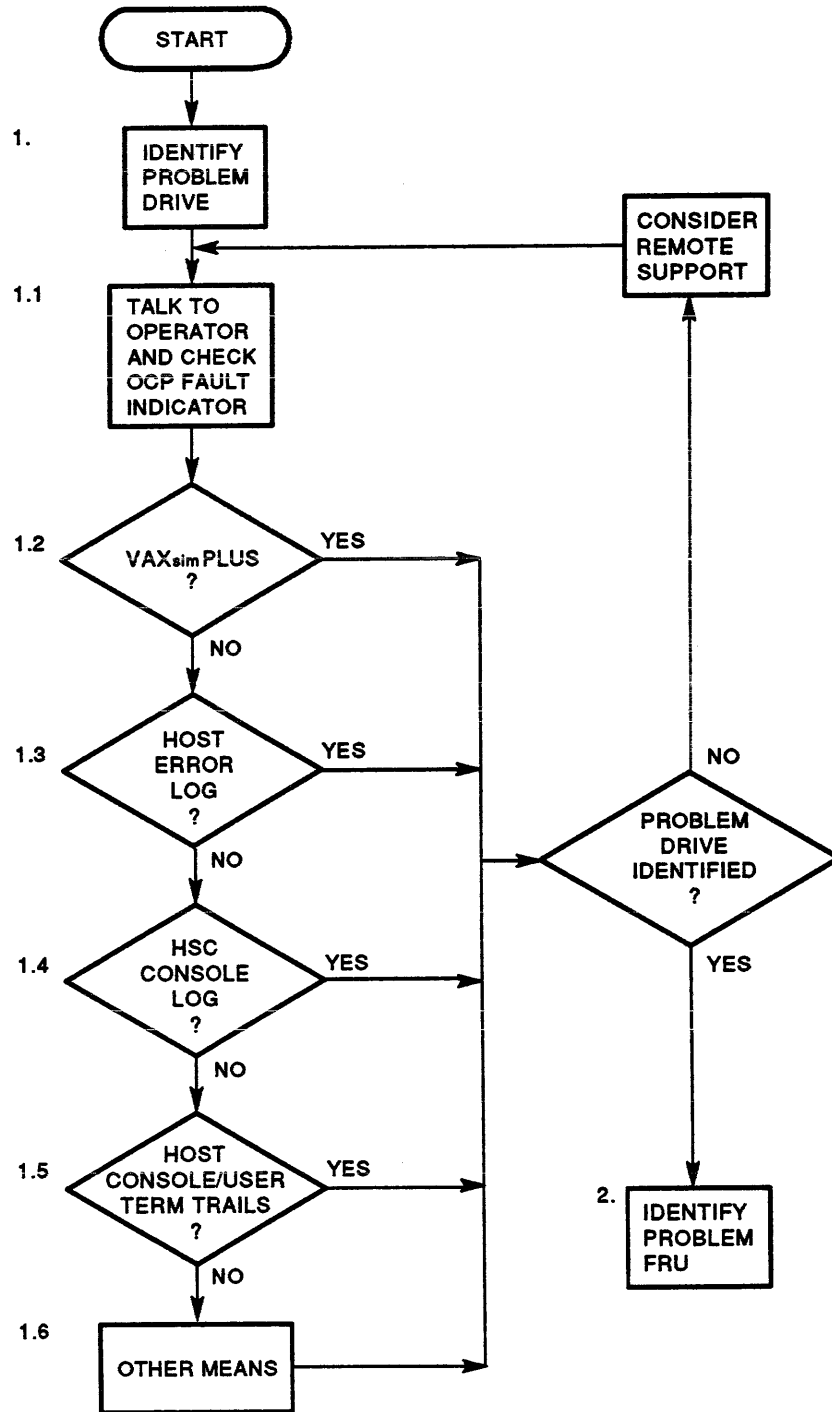 START
1.
IDENTIFY
PROBLEM
DRIVE
CONSIDER
REMOTE
SUPPORT
1.1
TALK TO
OPERATOR
AND CHECK
OCP FAULT
INDICATOR
1.2
VAXsimPLUS
?
YES
NO
1.3
HOST
ERROR
LOG
?
YES
NO
NO
PROBLEM
DRIVE
IDENTIFIED
?
YES
1.4
HSC
CONSOLE
LOG
?
YES
NO
1.5
HOST
CONSOLE/USER
TERM TRAILS
?
YES
NO
2.
IDENTIFY
PROBLEM
FRU
1.6
OTHER MEANS